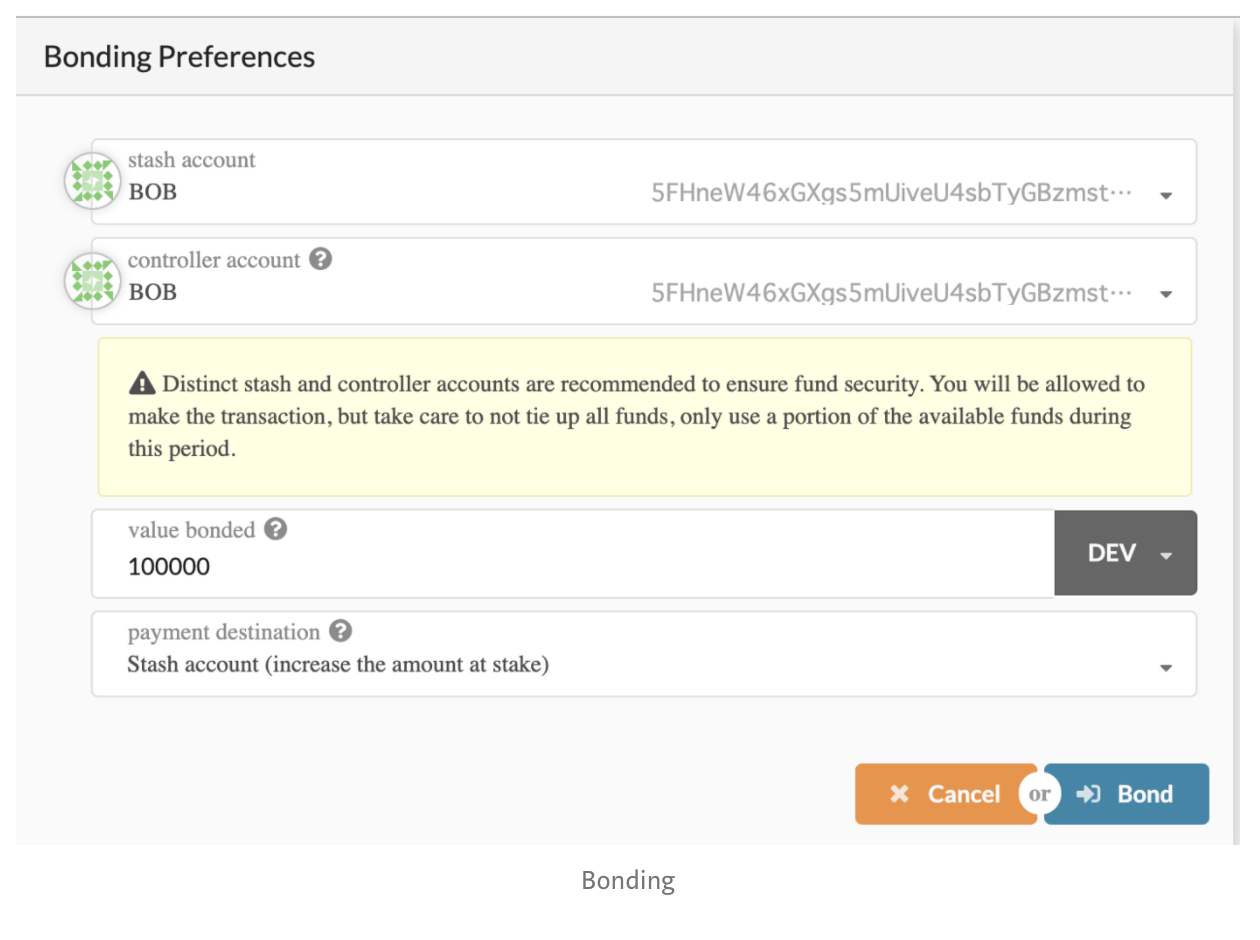 Bonding Preferences
stash account
BOB
5FHneW46xGXgs5mUiveU4sbTyGBzmst⋯
controller account ?
BOB
5FHneW46xGXgs5mUiveU4sbTyGBzmst⋯
Distinct stash and controller accounts are recommended to ensure fund security. You will be allowed to
make the transaction, but take care to not tie up all funds, only use a portion of the available funds during
this period.
value bonded ?
100000
DEV
payment destination ?
Stash account (increase the amount at stake)
Cancel or Bond
Bonding